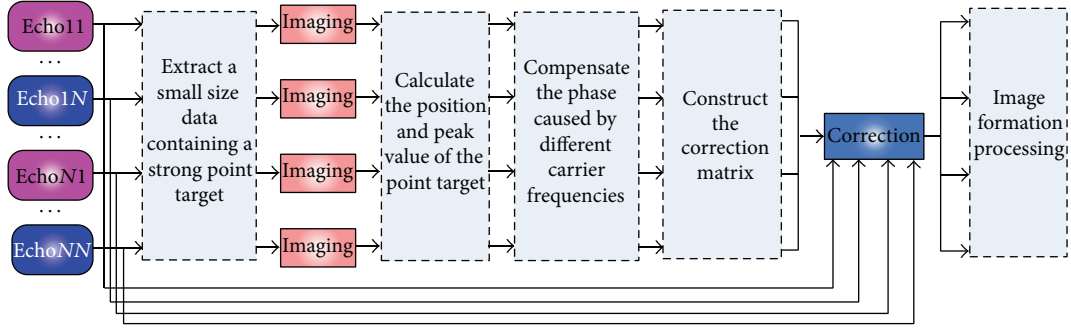 Echo11
...
Echo1N
...
EchoN1
...
EchoNN
Extract a
small size
data
containing a
strong point
target
Imaging
Imaging
Imaging
Imaging
Calculate
the position
and peak
value of the
point target
Compensate
the phase
caused by
different
carrier
frequencies
Construct
the
correction
matrix
Correction
Image
formation
processing